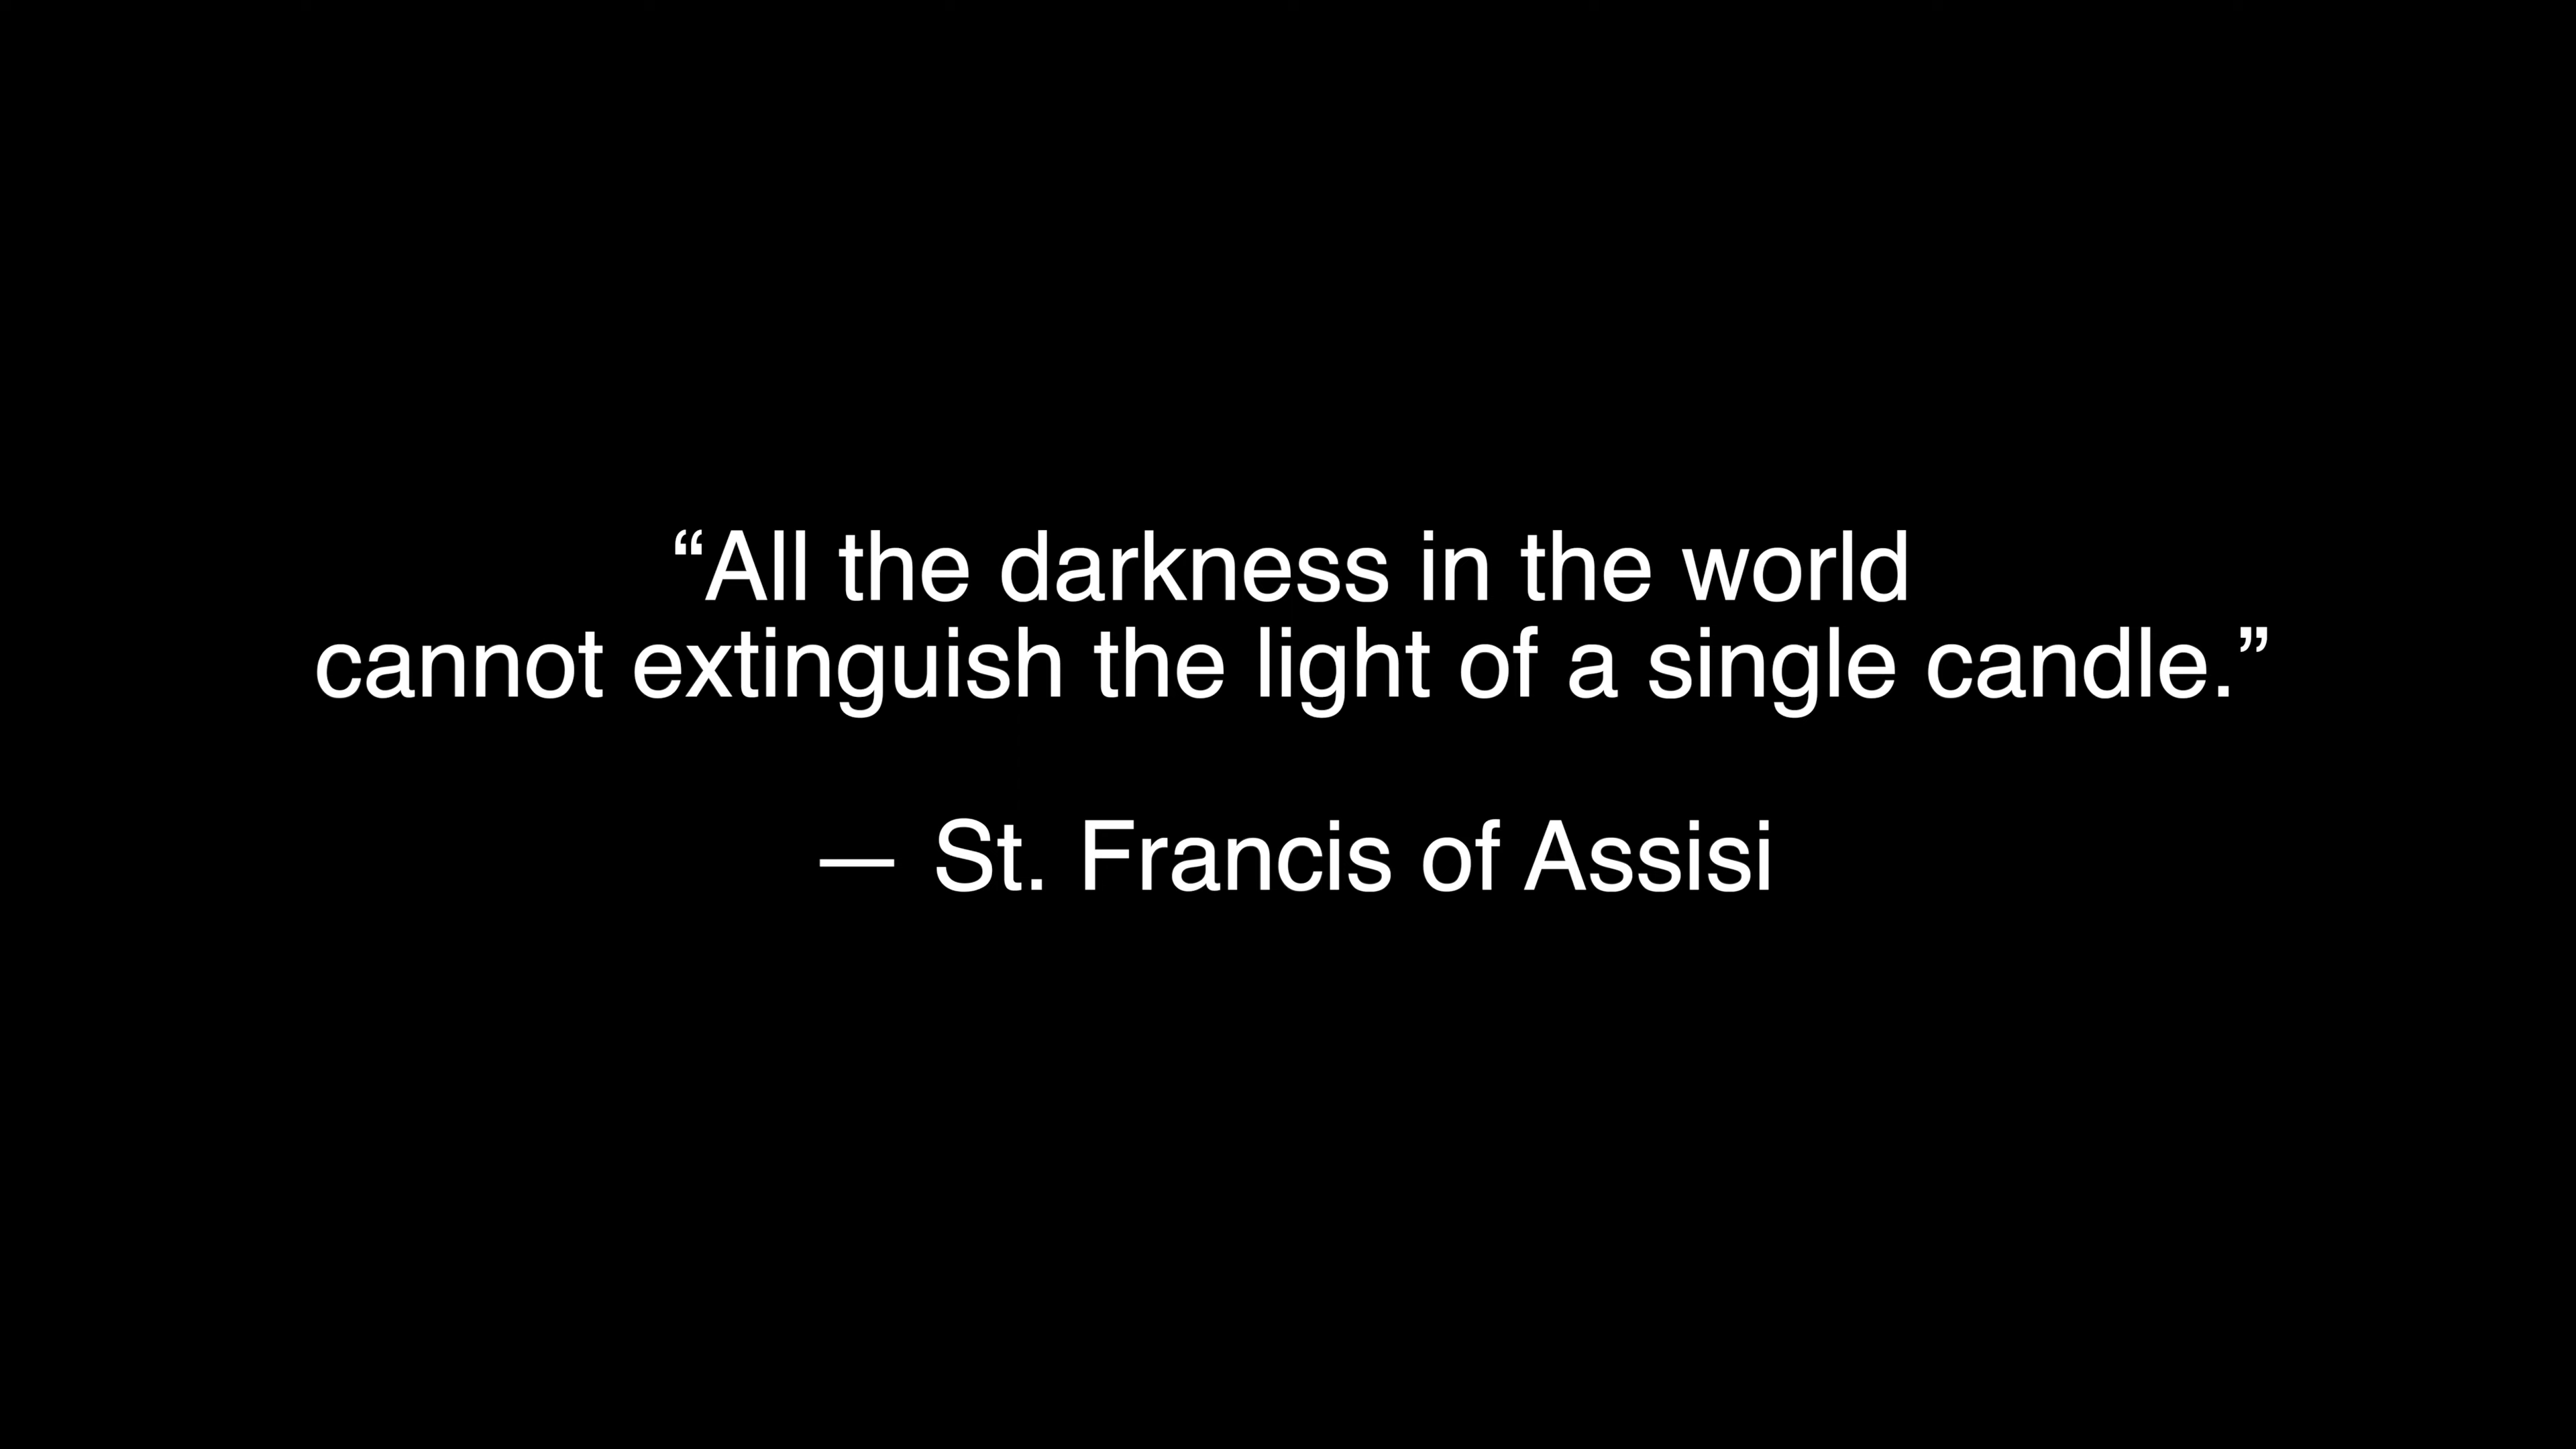 “All the darkness in the world
cannot extinguish the light of a single candle.”
— St. Francis of Assisi